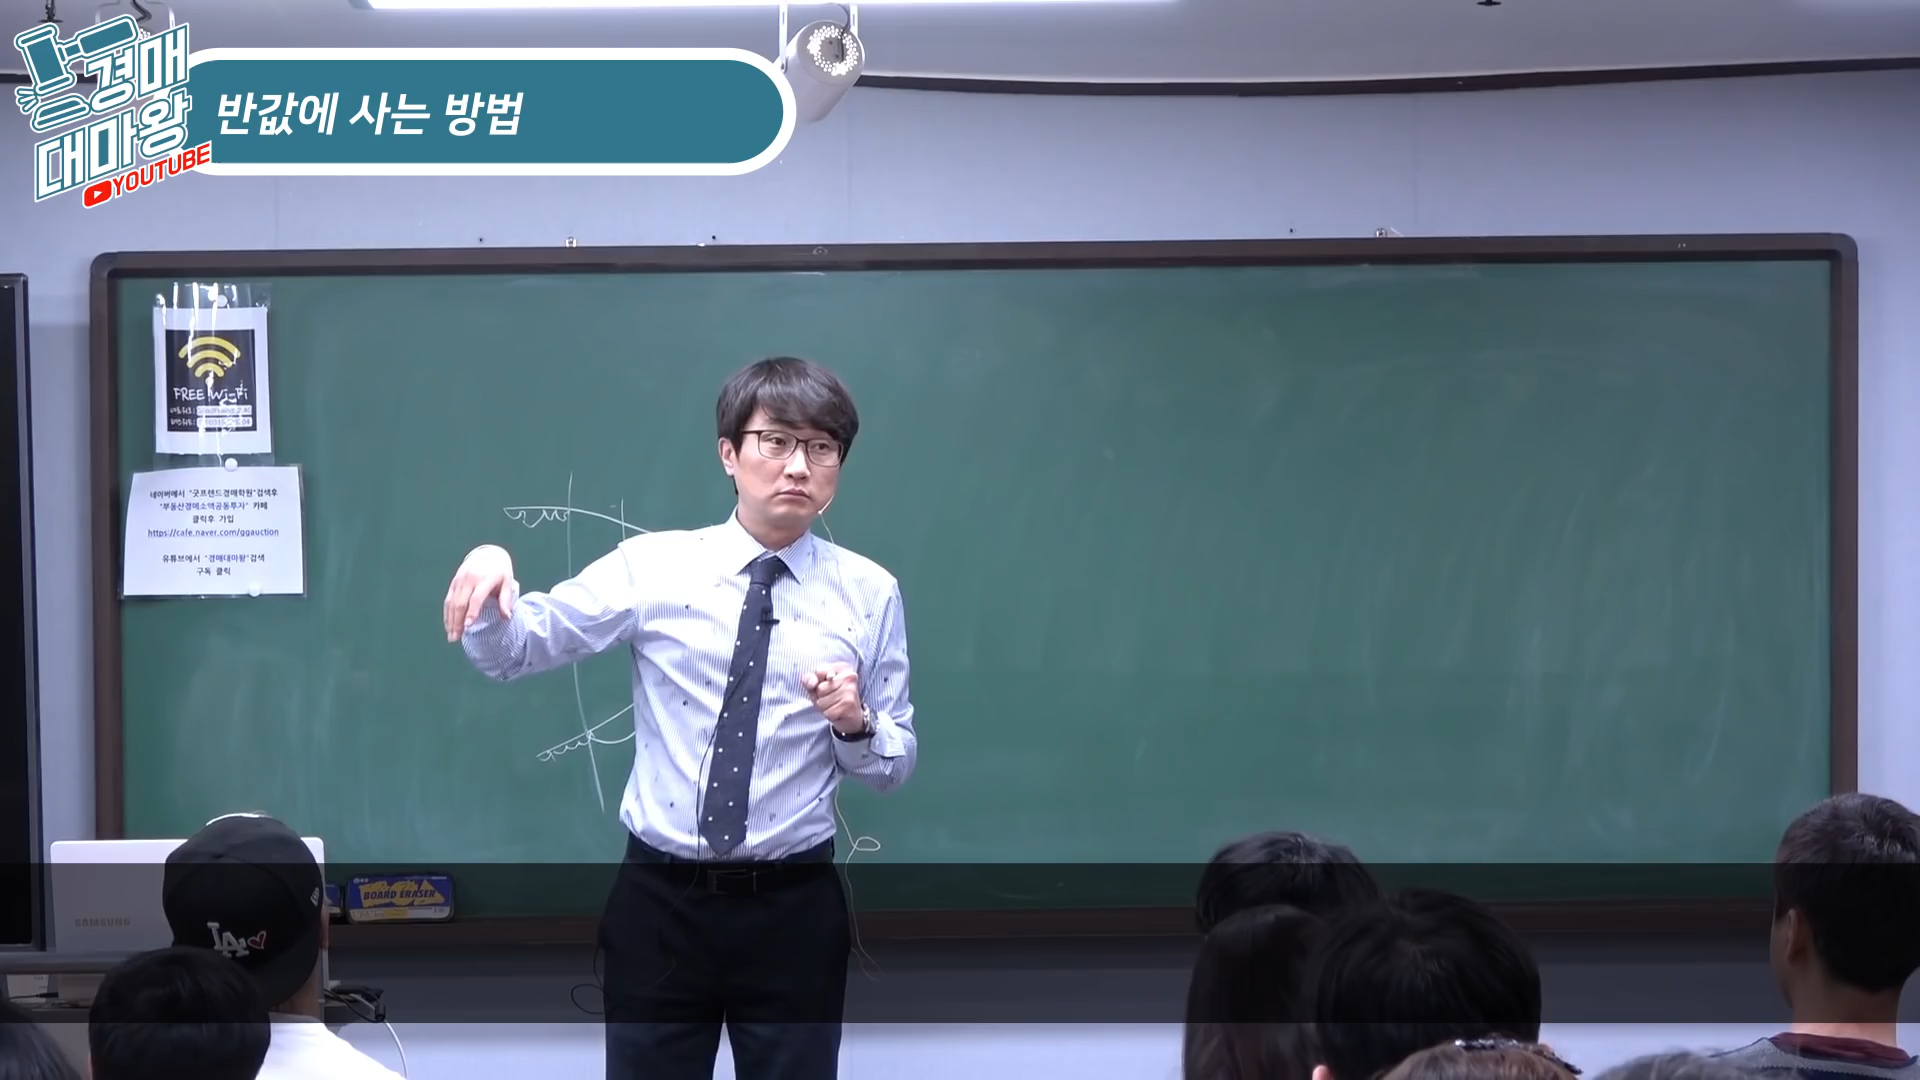 경매
대마왕
YOUTUBE
반값에 사는 방법
FREE Wi-Fi
네이버에서 "굿프렌드경매학원"검색후
"부동산경매소액공동투자" 카페
클릭후 가입
https://cafe.naver.com/ggauction
유튜브에서 "경매대마왕"검색
구독 클릭
BOARD ERASER
SAMSUNG
LA